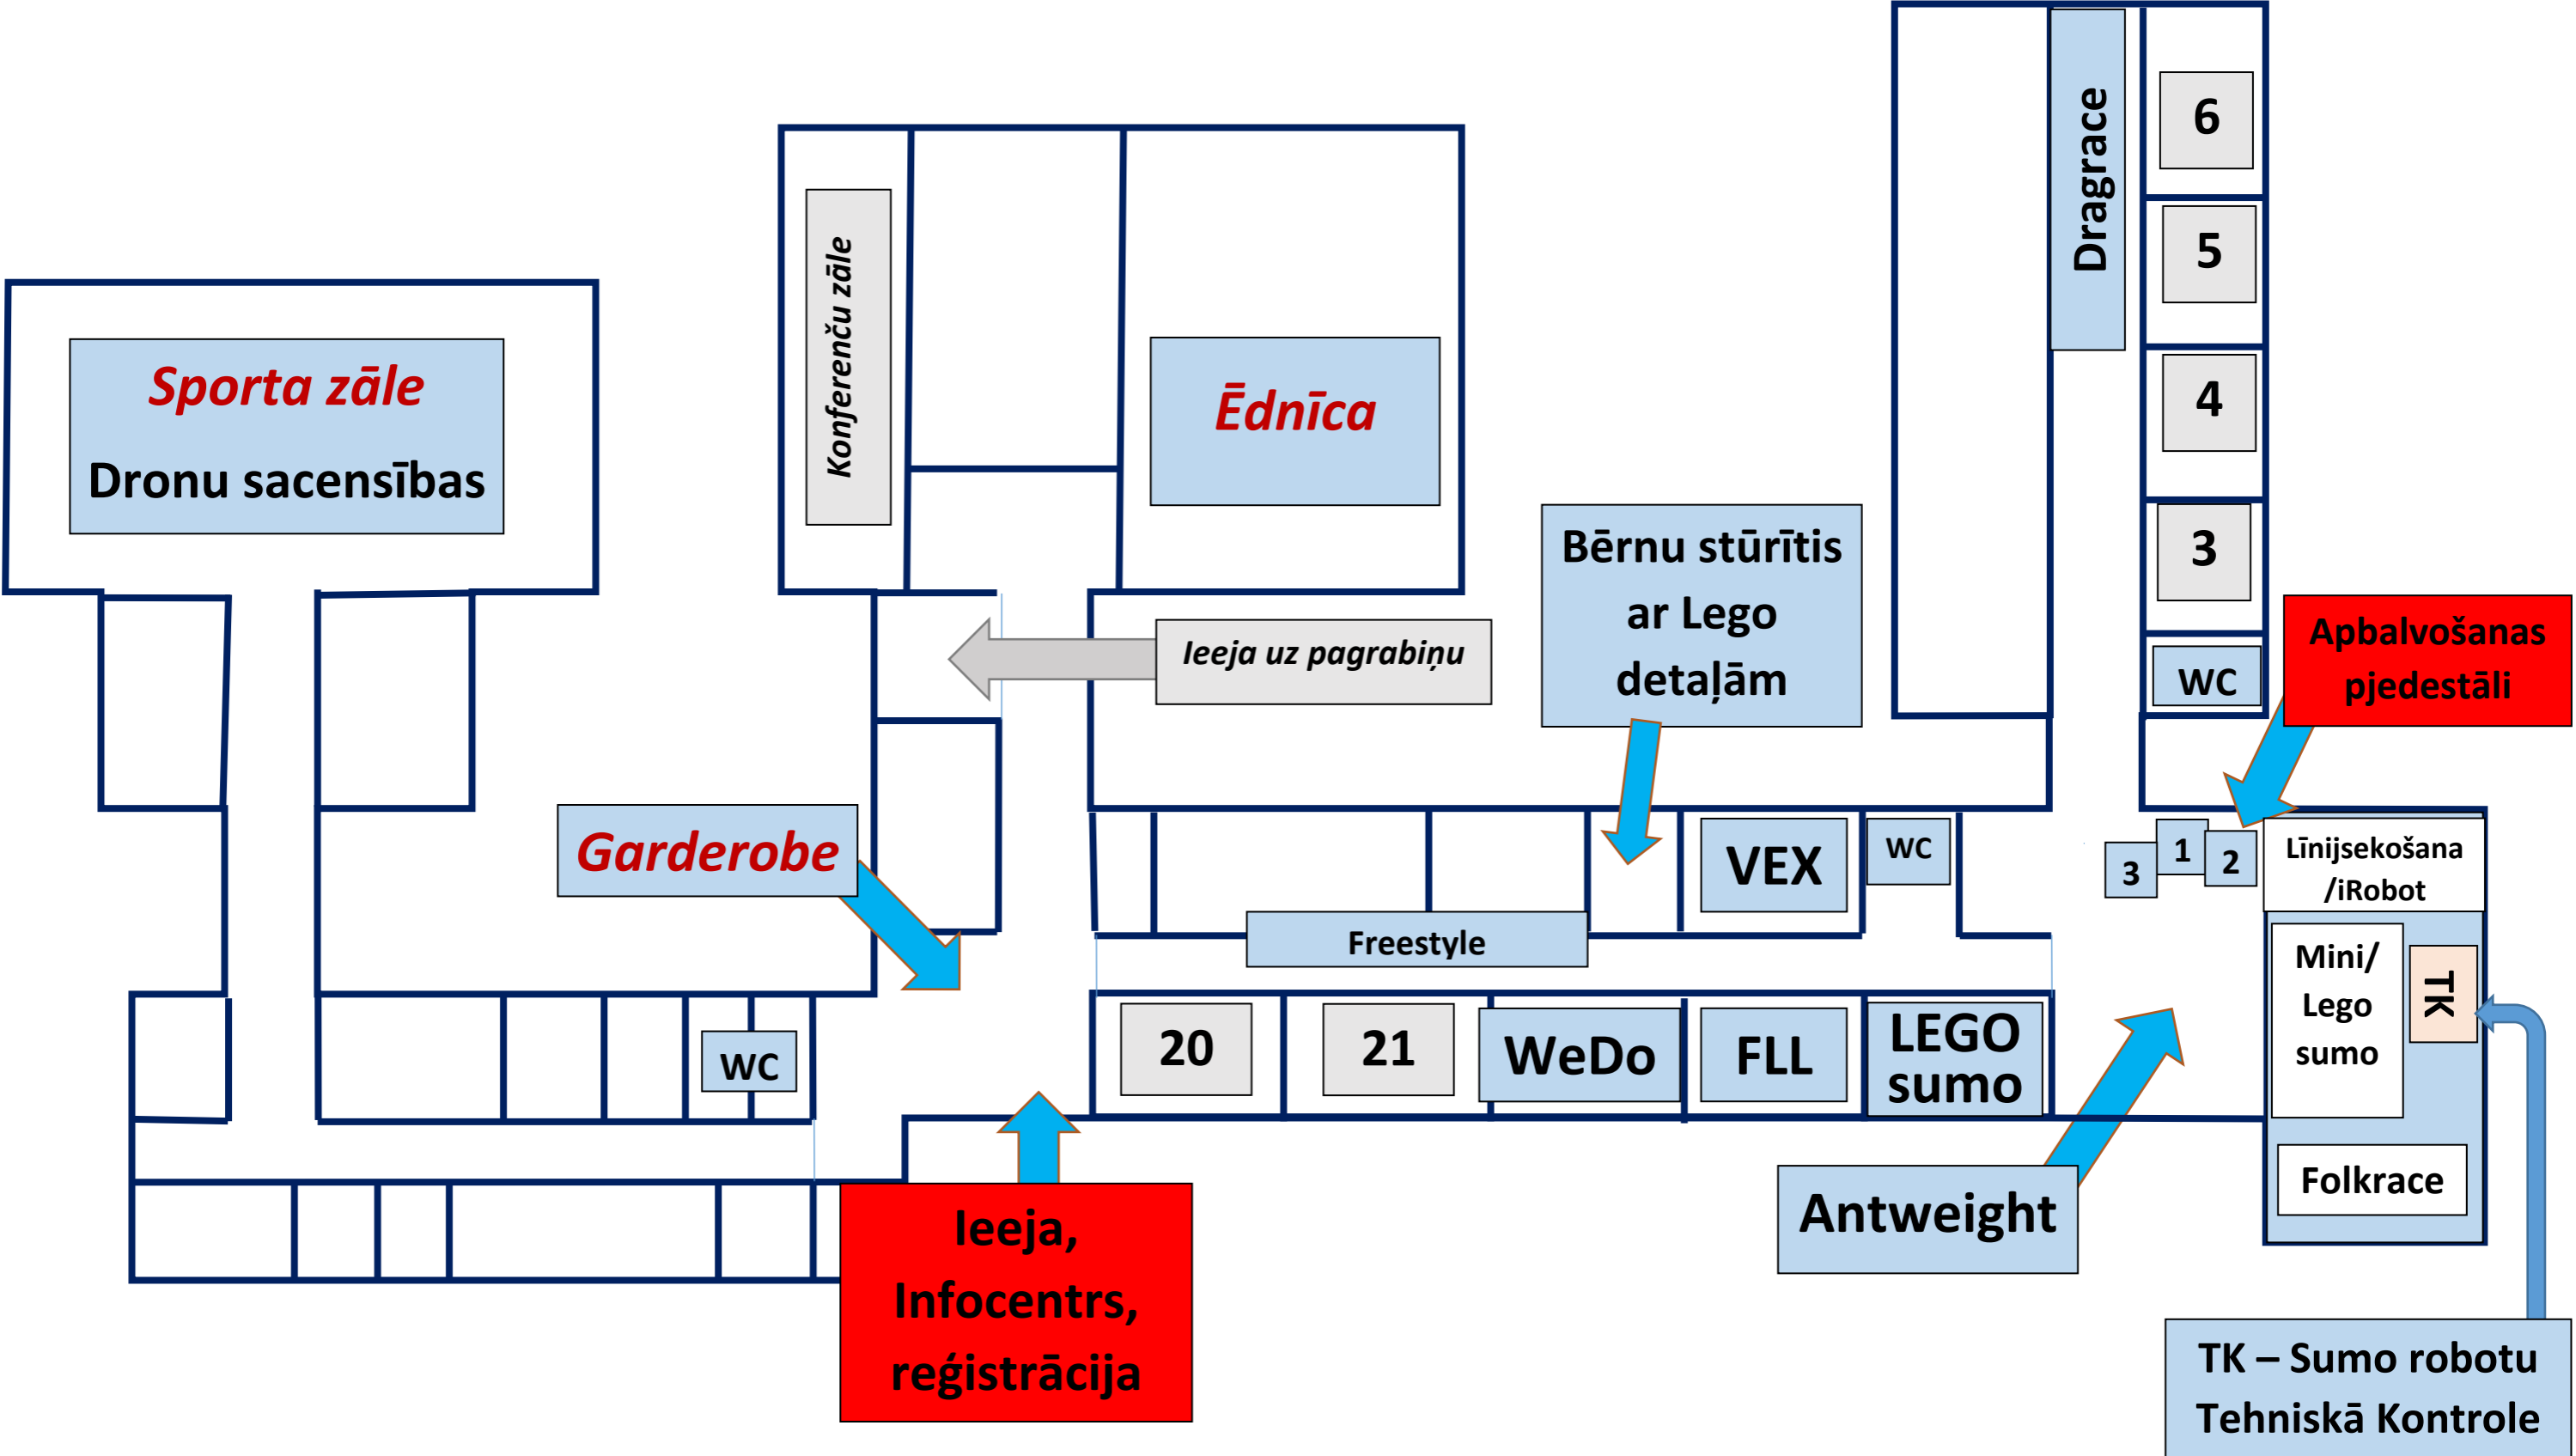 Dragrace
6
5
4
3
WC
Konferenču zāle
Ēdnīca
Sporta zāle
Dronu sacensības
Bērnu stūrītis
ar Lego
detaļām
Ieeja uz pagrabiņu
Apbalvošanas
pjedestāli
Garderobe
VEX
WC
3
1
2
Līnijsekošana
/iRobot
Freestyle
Mini/
Lego
sumo
TK
WC
20
21
WeDo
FLL
LEGO
sumo
Folkrace
Antweight
Ieeja,
Infocentrs,
reģistrācija
TK – Sumo robotu
Tehniskā Kontrole